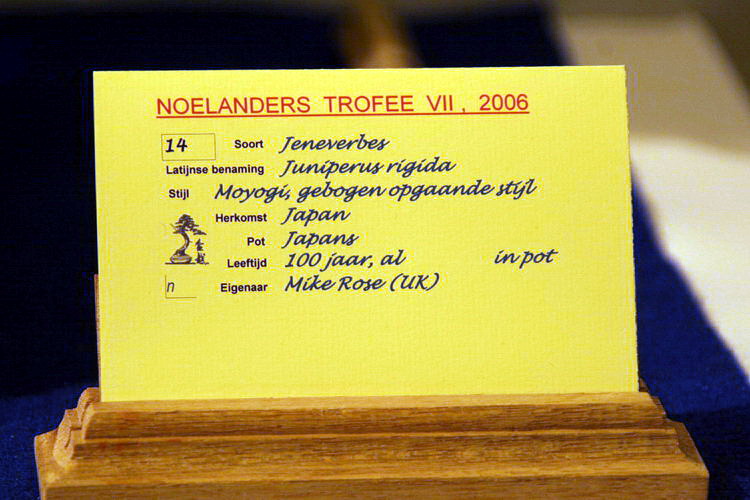 NOELANDERS TROFEE VII, 2006
14 Soort Jeneverbes
Latijnse benaming Juniperus rigida
Stijl Moyogi, gebogen opgaande stijl
Herkomst Japan
Pot Japans
Leeftijd 100 jaar, al in pot
n Eigenaar Mike Rose (UK)